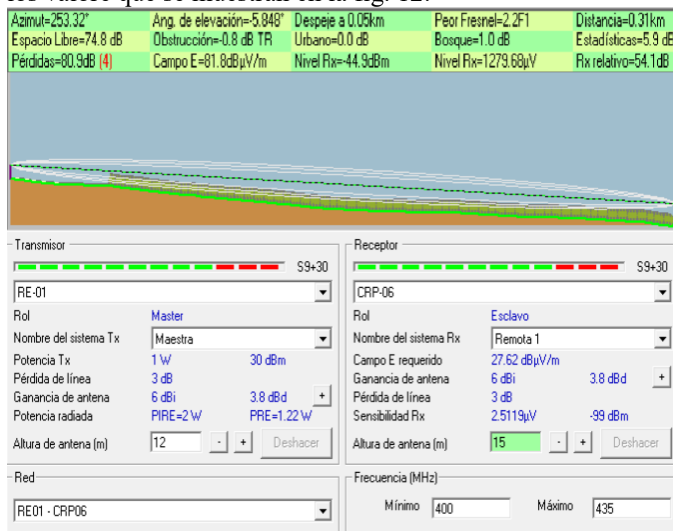 los valore que se muestran en la fig. 12.
Azimut=253.32° Ang. de elevación=-5.848° Despeje a 0.05km Peor Fresnel=2.2F1 Distancia=0.31km
Espacio Libre=74.8 dB Obstrucción=-0.8 dB TR Urbano=0.0 dB Bosque=1.0 dB Estadísticas=5.9 dB
Pérdidas=80.9dB (4) Campo E=81.8dBµV/m Nivel Rx=-44.9dBm Nivel Rx=1279.68µV Rx relativo=54.1dB
Transmisor
S9+30
RE-01
Rol Master
Nombre del sistema Tx Maestra
Potencia Tx 1 W 30 dBm
Pérdida de línea 3 dB
Ganancia de antena 6 dBi 3.8 dBd +
Potencia radiada PIRE=2 W PRE=1.22 W
Altura de antena (m) 12 - + Deshacer
Red
RE01 - CRP06
Receptor
S9+30
CRP-06
Rol Esclavo
Nombre del sistema Rx Remota 1
Campo E requerido 27.62 dBµV/m
Ganancia de antena 6 dBi 3.8 dBd +
Pérdida de línea 3 dB
Sensibilidad Rx 2.5119µV -99 dBm
Altura de antena (m) 15 - + Deshacer
Frecuencia (MHz)
Mínimo 400 Máximo 435